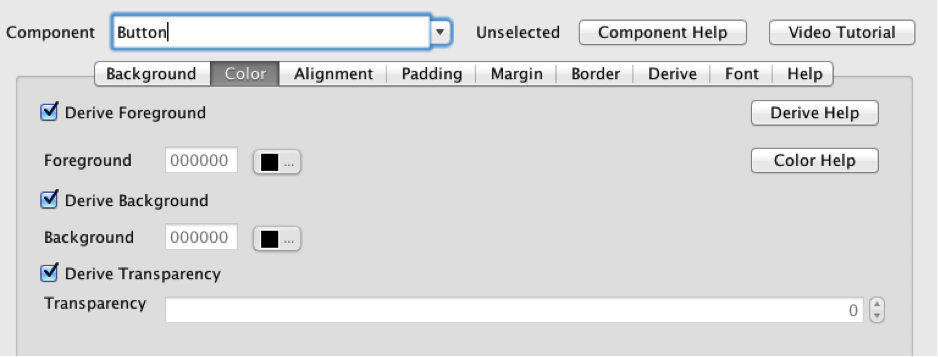 Component Button Unselected Component Help Video Tutorial
Background Color Alignment Padding Margin Border Derive Font Help
Derive Foreground Derive Help
Foreground 000000 ... Color Help
Derive Background
Background 000000 ...
Derive Transparency
Transparency 0